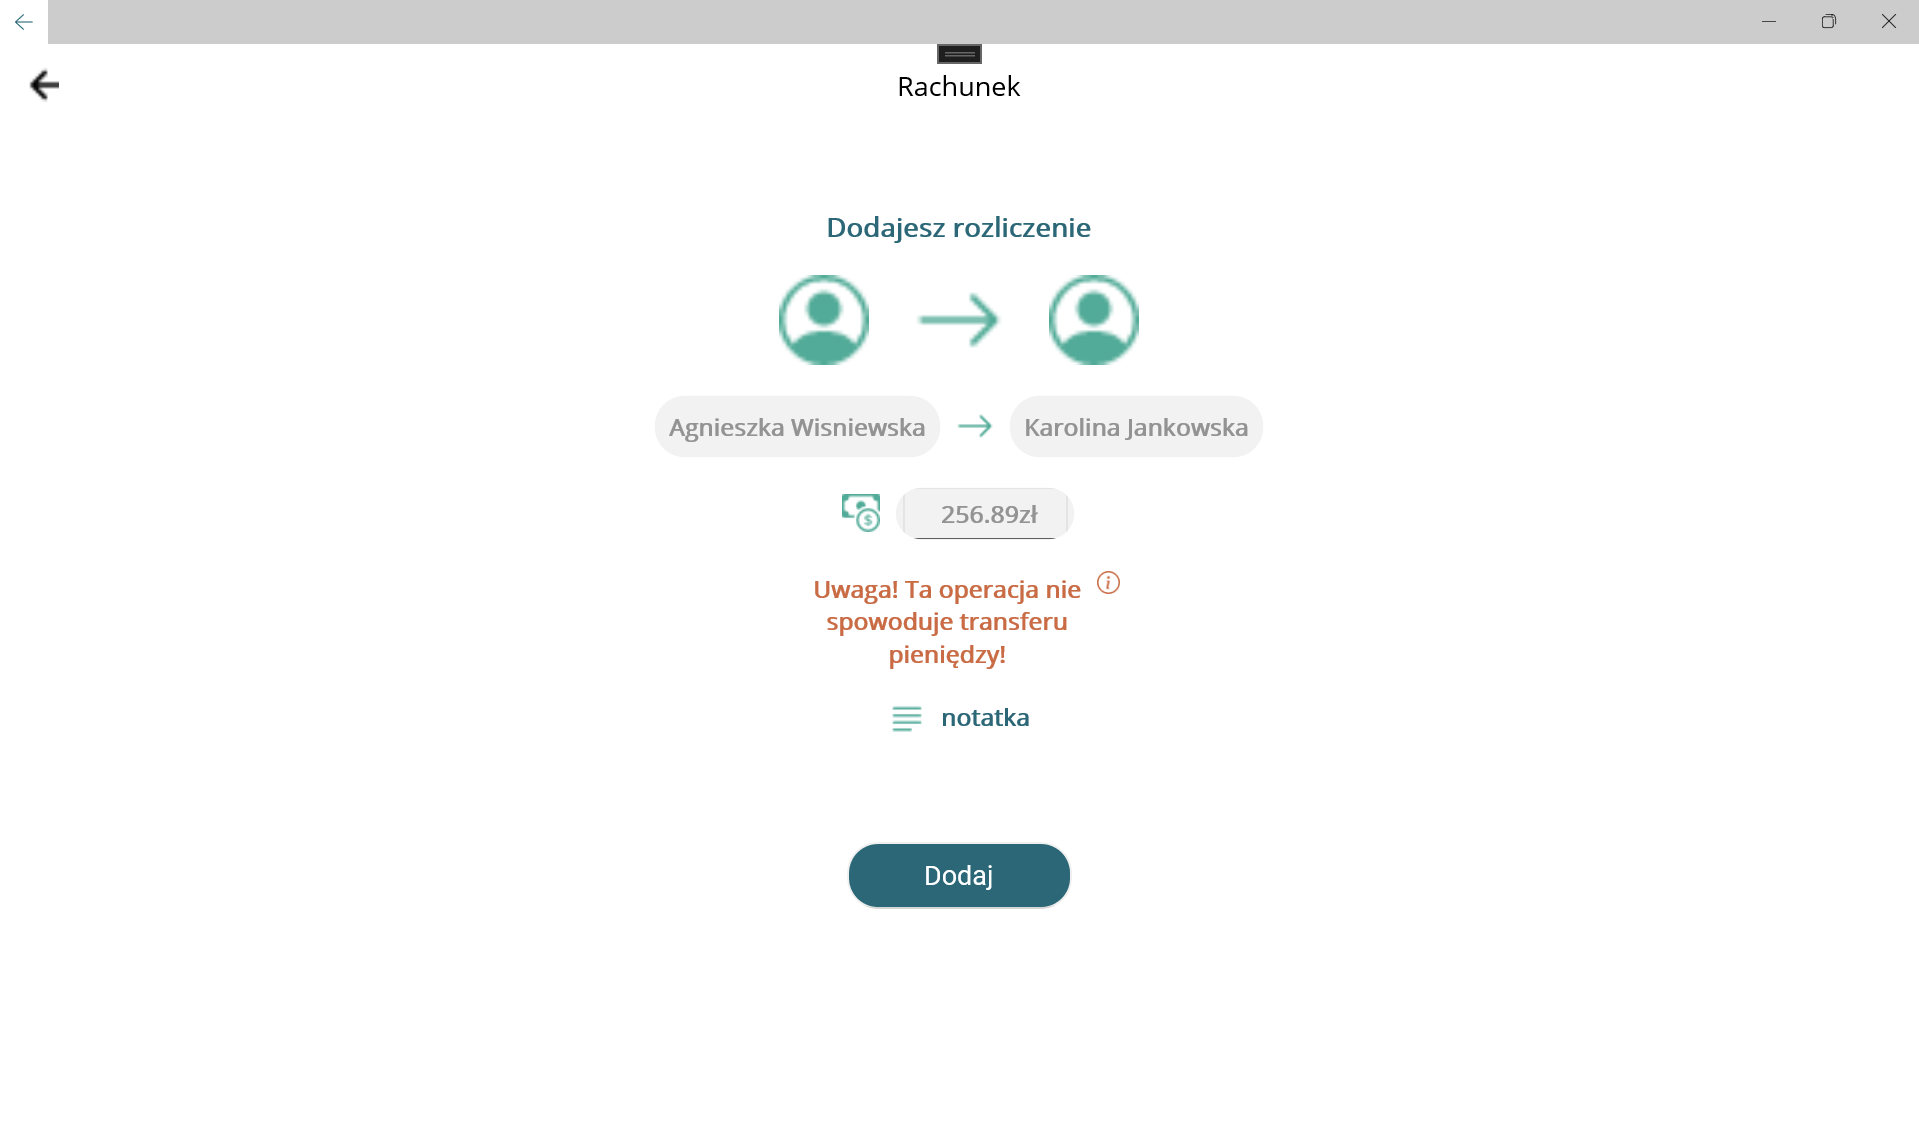 Rachunek
Dodajesz rozliczenie
Agnieszka Wisniewska
Karolina Jankowska
256.89zł
Uwaga! Ta operacja nie
spowoduje transferu
pieniędzy!
notatka
Dodaj